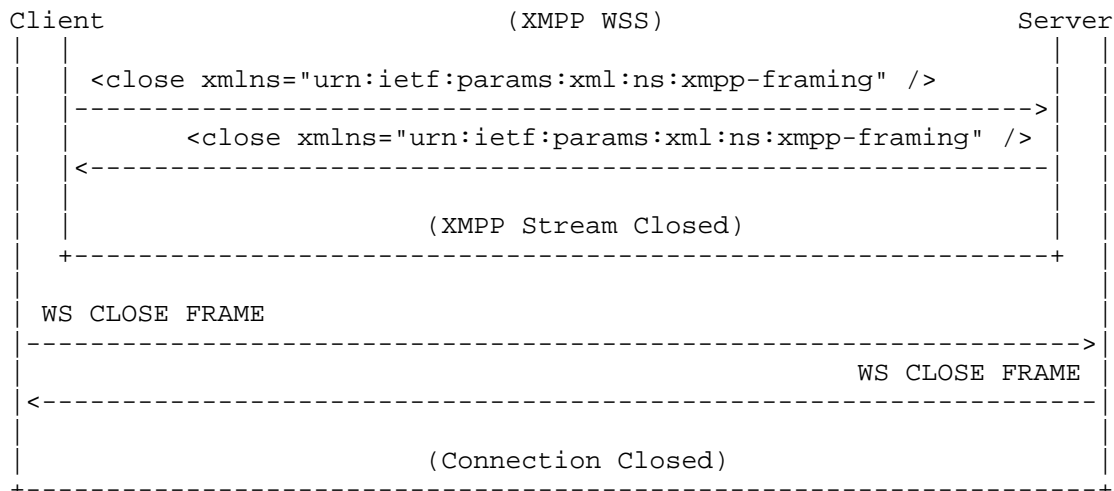 Client (XMPP WSS) Server
<close xmlns="urn:ietf:params:xml:ns:xmpp-framing" />
<close xmlns="urn:ietf:params:xml:ns:xmpp-framing" />
(XMPP Stream Closed)
WS CLOSE FRAME
WS CLOSE FRAME
(Connection Closed)